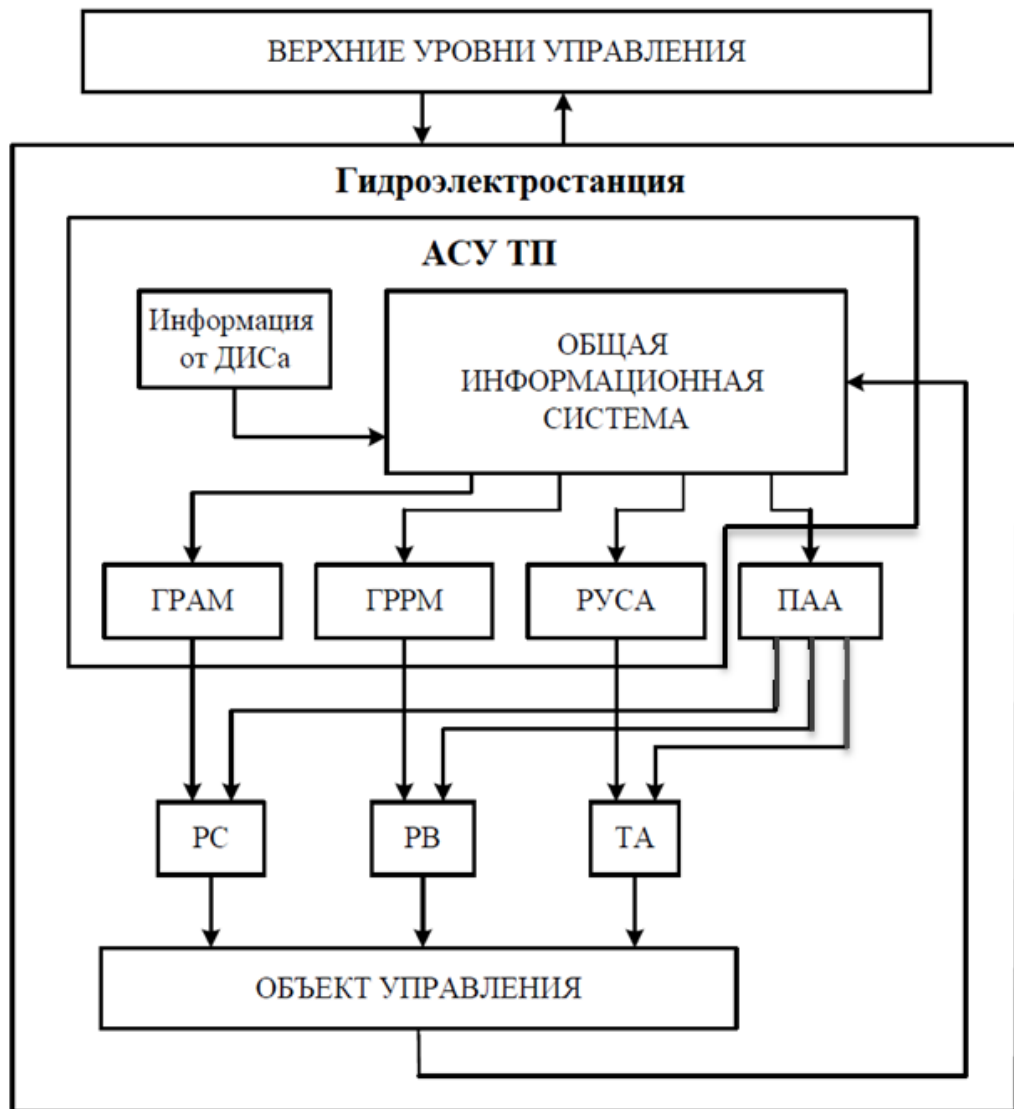 ВЕРХНИЕ УРОВНИ УПРАВЛЕНИЯ
Гидроэлектростанция
АСУ ТП
Информация
от ДИСа
ОБЩАЯ
ИНФОРМАЦИОННАЯ
СИСТЕМА
ГРАМ
ГРРМ
РУСА
ПАА
РС
РВ
ТА
ОБЪЕКТ УПРАВЛЕНИЯ